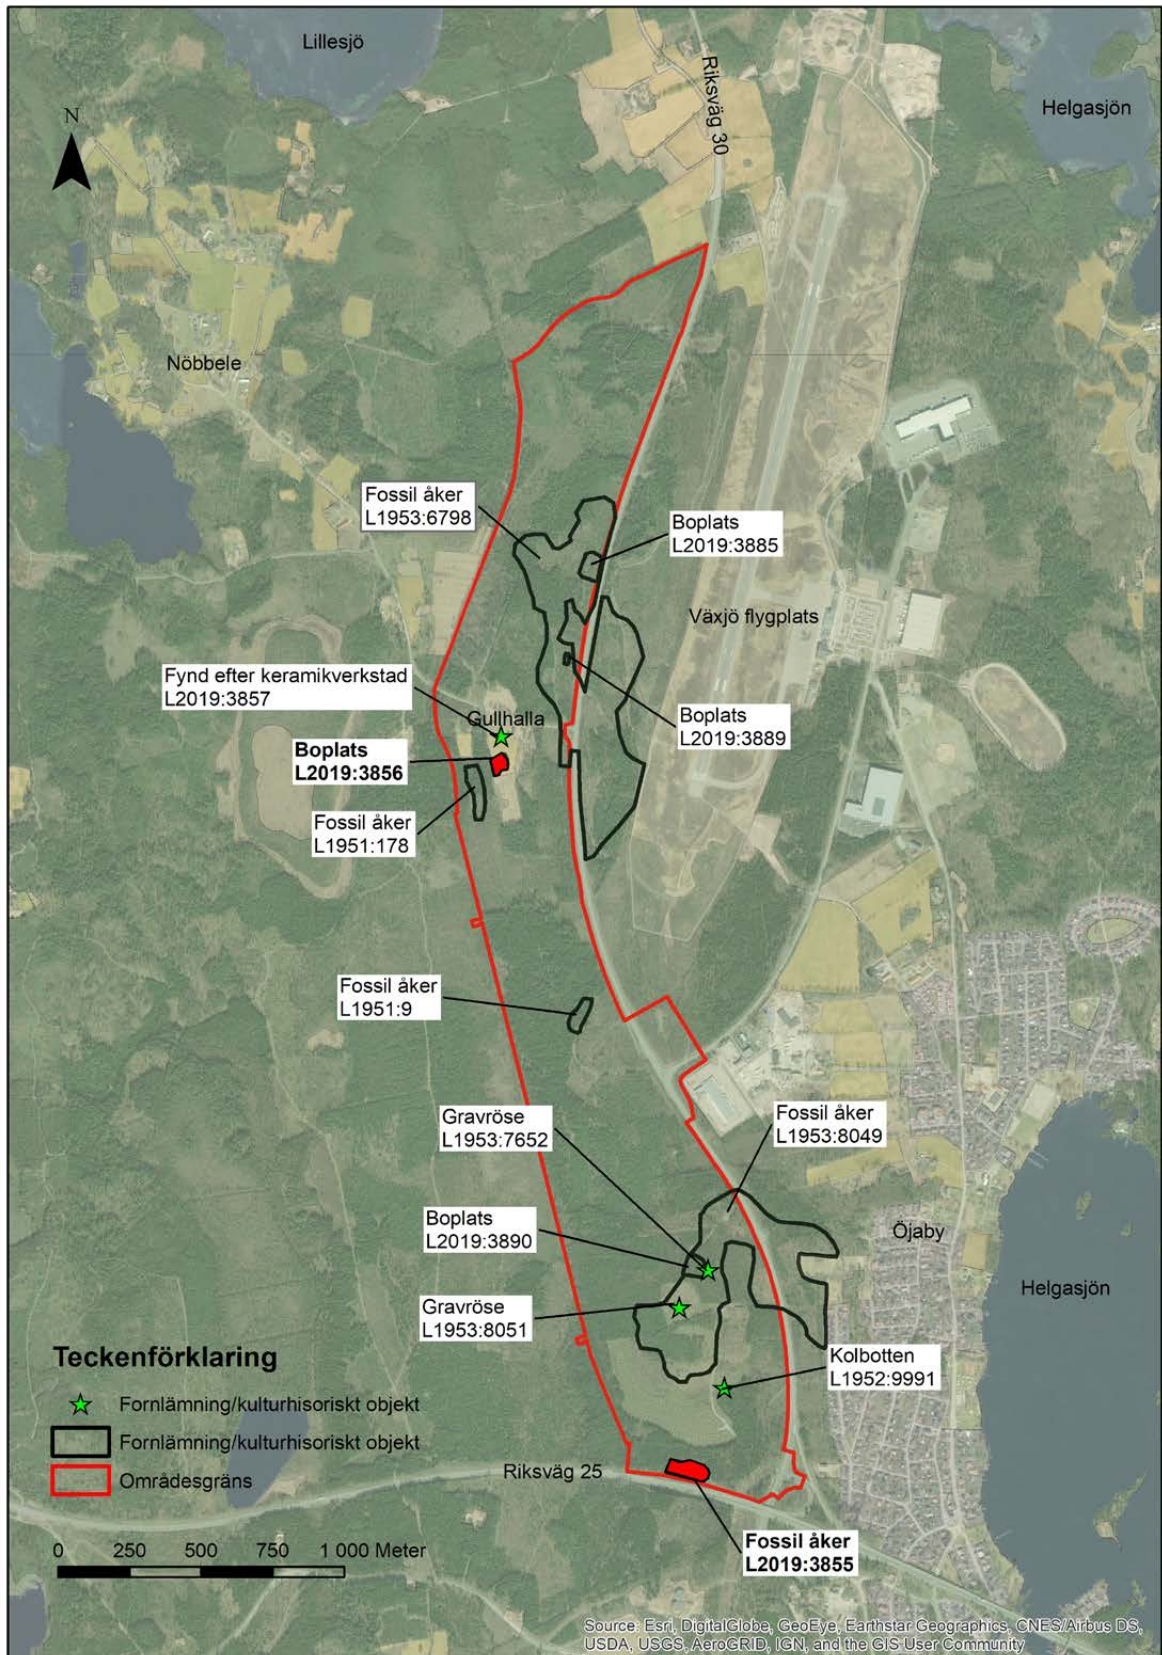 Lillesjö
Riksväg 30
Helgasjön
N
Nöbbele
Fossil åker
L1953:6798
Boplats
L2019:3885
Växjö flygplats
Fynd efter keramikverkstad
L2019:3857
Gullhalla
Boplats
L2019:3889
Boplats
L2019:3856
Fossil åker
L1951:178
Fossil åker
L1951:9
Gravröse
L1953:7652
Fossil åker
L1953:8049
Boplats
L2019:3890
Öjaby
Helgasjön
Gravröse
L1953:8051
Kolbotten
L1952:9991
Teckenförklaring
Fornlämning/kulturhisoriskt objekt
Fornlämning/kulturhisoriskt objekt
Områdesgräns
Riksväg 25
0 250 500 750 1 000 Meter
Fossil åker
L2019:3855
Source: Esri, DigitalGlobe, GeoEye, Earthstar Geographics, CNES/Airbus DS,
USDA, USGS, AeroGRID, IGN, and the GIS User Community